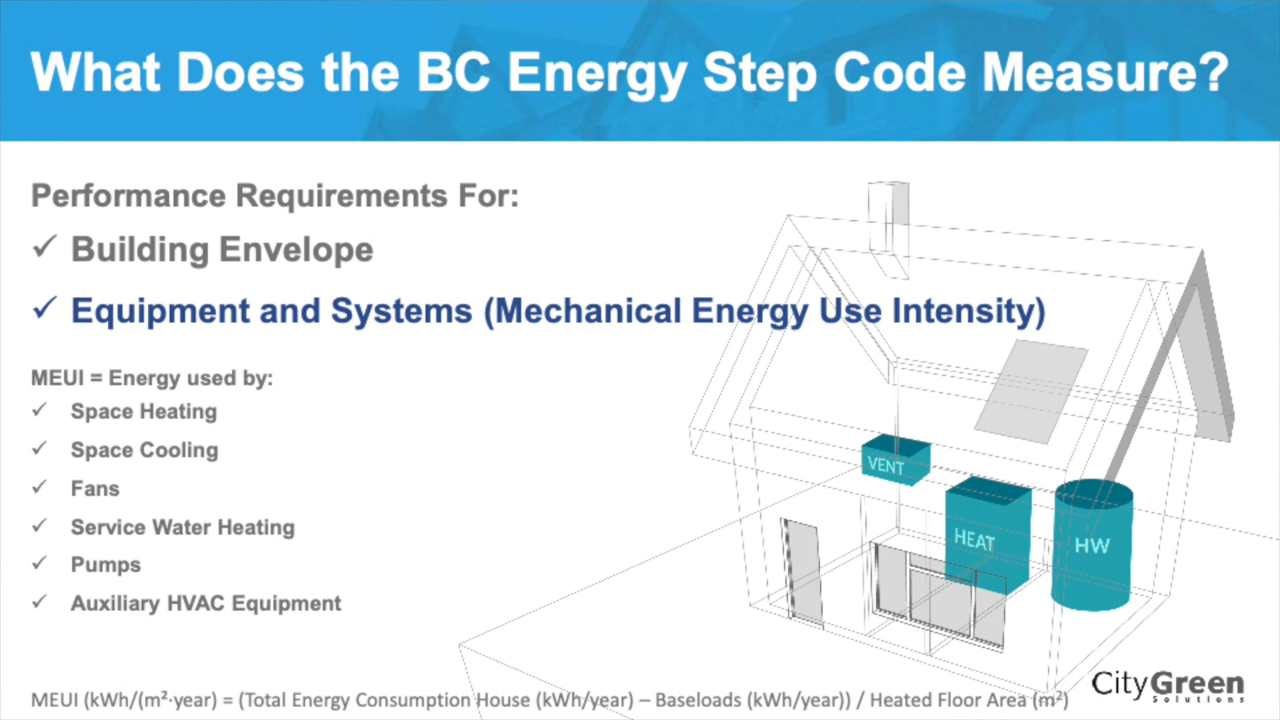 What Does the BC Energy Step Code Measure?
Performance Requirements For:
✓ Building Envelope
✓ Equipment and Systems (Mechanical Energy Use Intensity)
MEUI = Energy used by:
✓ Space Heating
✓ Space Cooling
✓ Fans
✓ Service Water Heating
✓ Pumps
✓ Auxiliary HVAC Equipment
VENT
HEAT
HW
MEUI (kWh/(m²·year) = (Total Energy Consumption House (kWh/year) – Baseloads (kWh/year)) / Heated Floor Area (m²)
CityGreen
Solutions